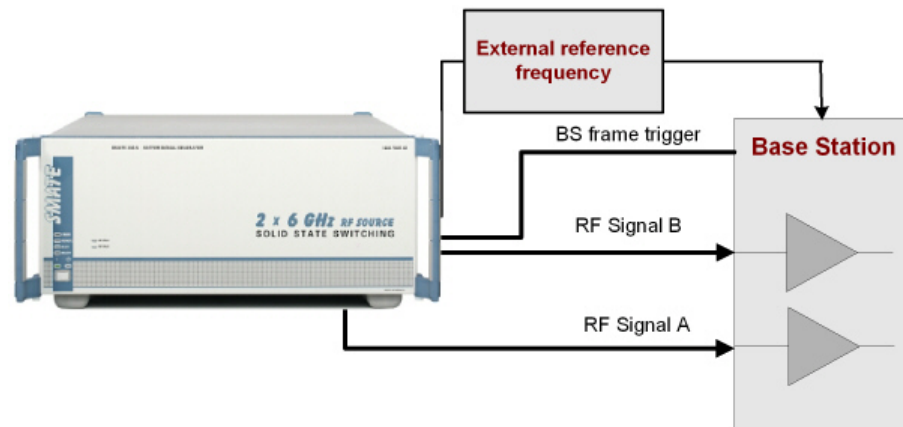 External reference
frequency
BS frame trigger
Base Station
SMATE
2 x 6 GHz RF SOURCE
SOLID STATE SWITCHING
RF Signal B
RF Signal A